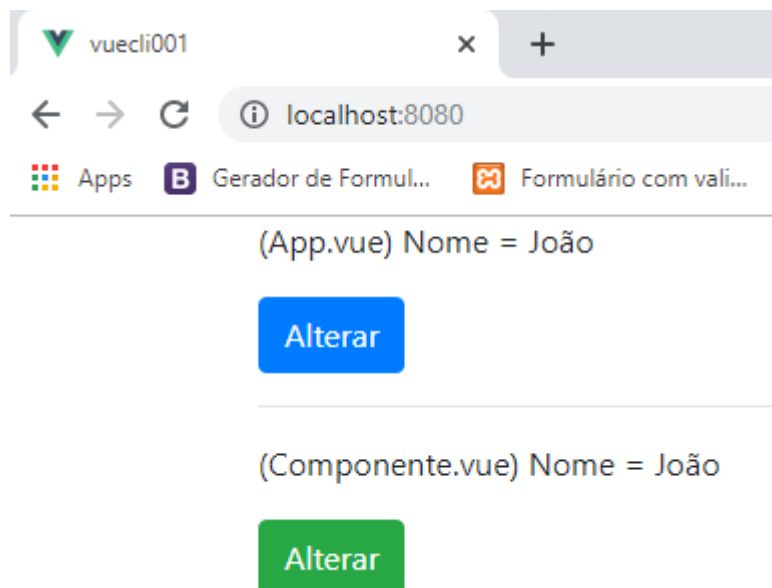 vuecli001
localhost:8080
Apps B Gerador de Formul... Formulário com vali...
(App.vue) Nome = João
Alterar
(Componente.vue) Nome = João
Alterar